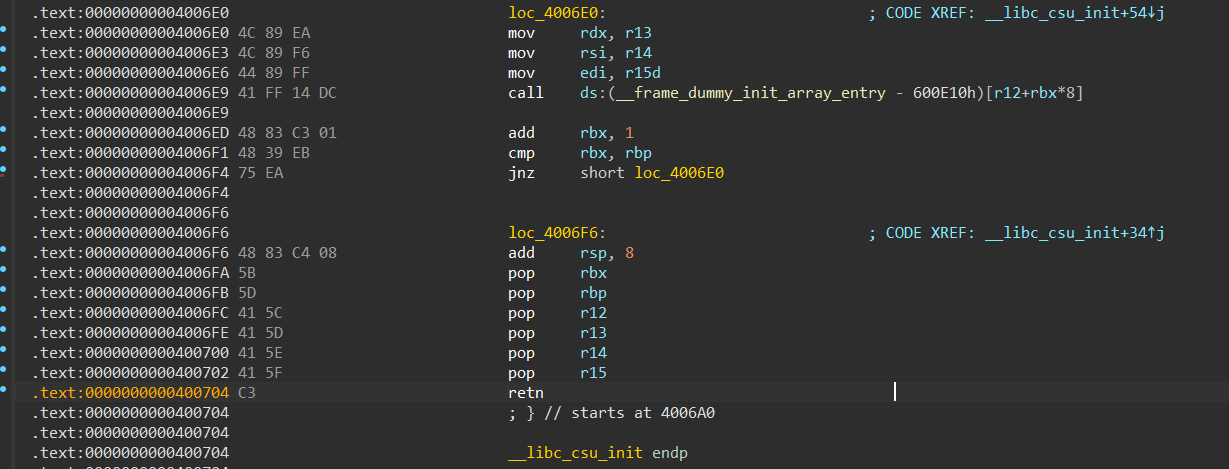 .text:00000000004006E0 loc_4006E0: ; CODE XREF: __libc_csu_init+54↓j
.text:00000000004006E0 4C 89 EA mov rdx, r13
.text:00000000004006E3 4C 89 F6 mov rsi, r14
.text:00000000004006E6 44 89 FF mov edi, r15d
.text:00000000004006E9 41 FF 14 DC call ds:(__frame_dummy_init_array_entry - 600E10h)[r12+rbx*8]
.text:00000000004006E9
.text:00000000004006ED 48 83 C3 01 add rbx, 1
.text:00000000004006F1 48 39 EB cmp rbx, rbp
.text:00000000004006F4 75 EA jnz short loc_4006E0
.text:00000000004006F4
.text:00000000004006F6
.text:00000000004006F6 loc_4006F6: ; CODE XREF: __libc_csu_init+34↑j
.text:00000000004006F6 48 83 C4 08 add rsp, 8
.text:00000000004006FA 5B pop rbx
.text:00000000004006FB 5D pop rbp
.text:00000000004006FC 41 5C pop r12
.text:00000000004006FE 41 5D pop r13
.text:0000000000400700 41 5E pop r14
.text:0000000000400702 41 5F pop r15
.text:0000000000400704 C3 retn
.text:0000000000400704 ; } // starts at 4006A0
.text:0000000000400704
.text:0000000000400704 __libc_csu_init endp
.text:0000000000400704